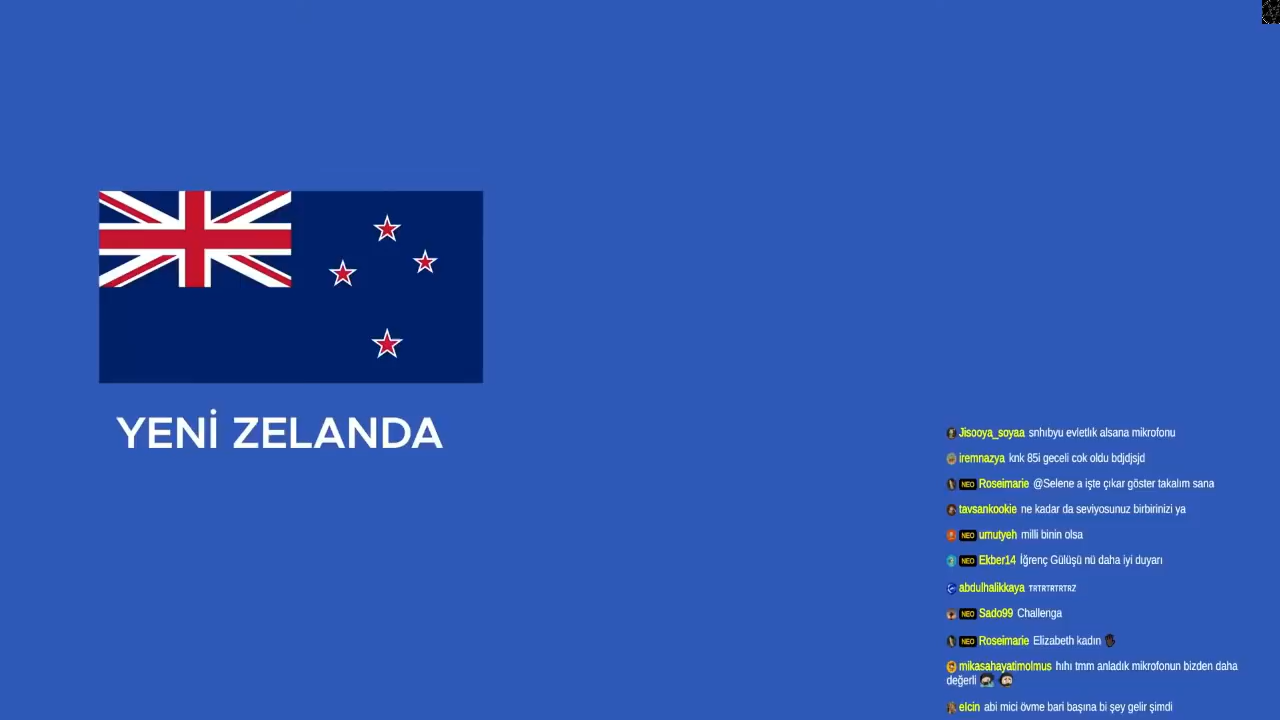 YENİ ZELANDA
Jisooya_soyaa snhıbyu evletlık alsana mikrofonu
iremnazya knk 85i geceli cok oldu bdjdjsjd
NEO Roseimarie @Selene a işte çıkar göster takalım sana
tavsankookie ne kadar da seviyosunuz birbirinizi ya
NEO umutyeh milli binin olsa
NEO Ekber14 İğrenç Gülüşü nü daha iyi duyarı
abdulhalikkaya TRTRTRTRTRZ
NEO Sado99 Challenga
NEO Roseimarie Elizabeth kadın
mikasahayatimolmus hıhı tmm anladık mikrofonun bizden daha
değerli
elcin abi mici övme bari başına bi şey gelir şimdi